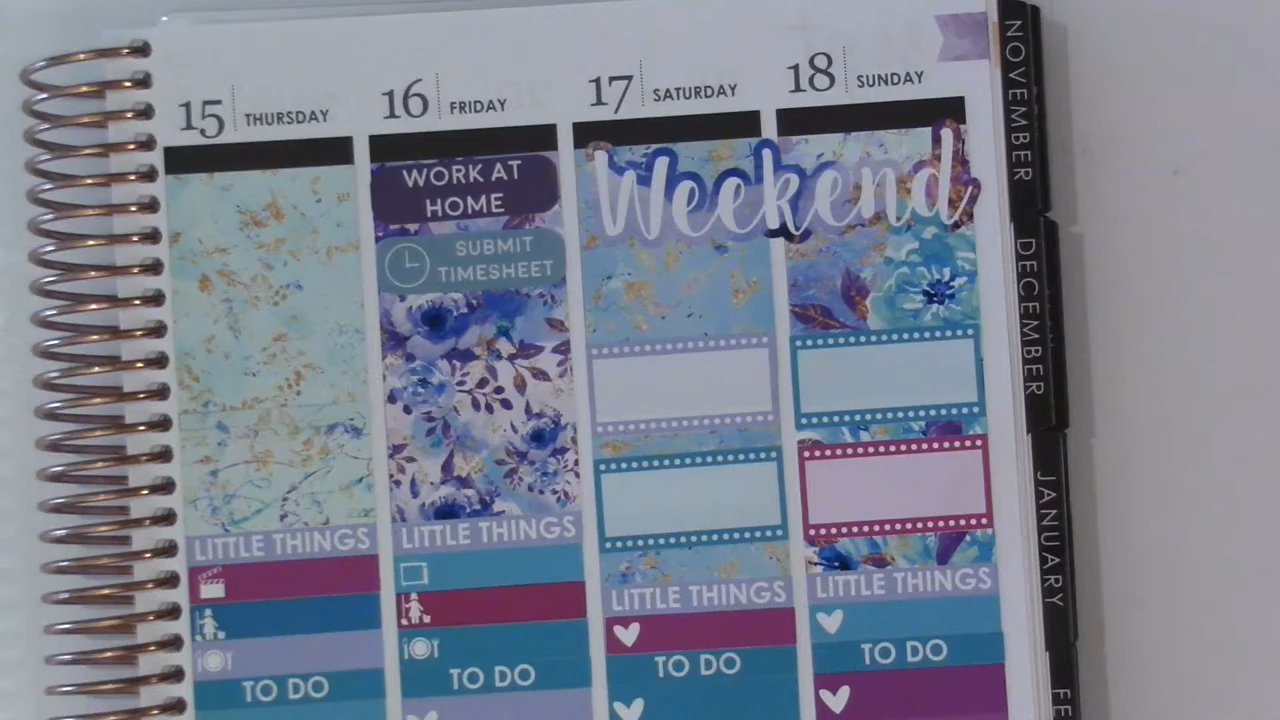 15 THURSDAY
16 FRIDAY
17 SATURDAY
18 SUNDAY
WORK AT
HOME
SUBMIT
TIMESHEET
Weekend
LITTLE THINGS
LITTLE THINGS
LITTLE THINGS
LITTLE THINGS
TO DO
TO DO
TO DO
TO DO
NOVEMBER
DECEMBER
JANUARY
FE